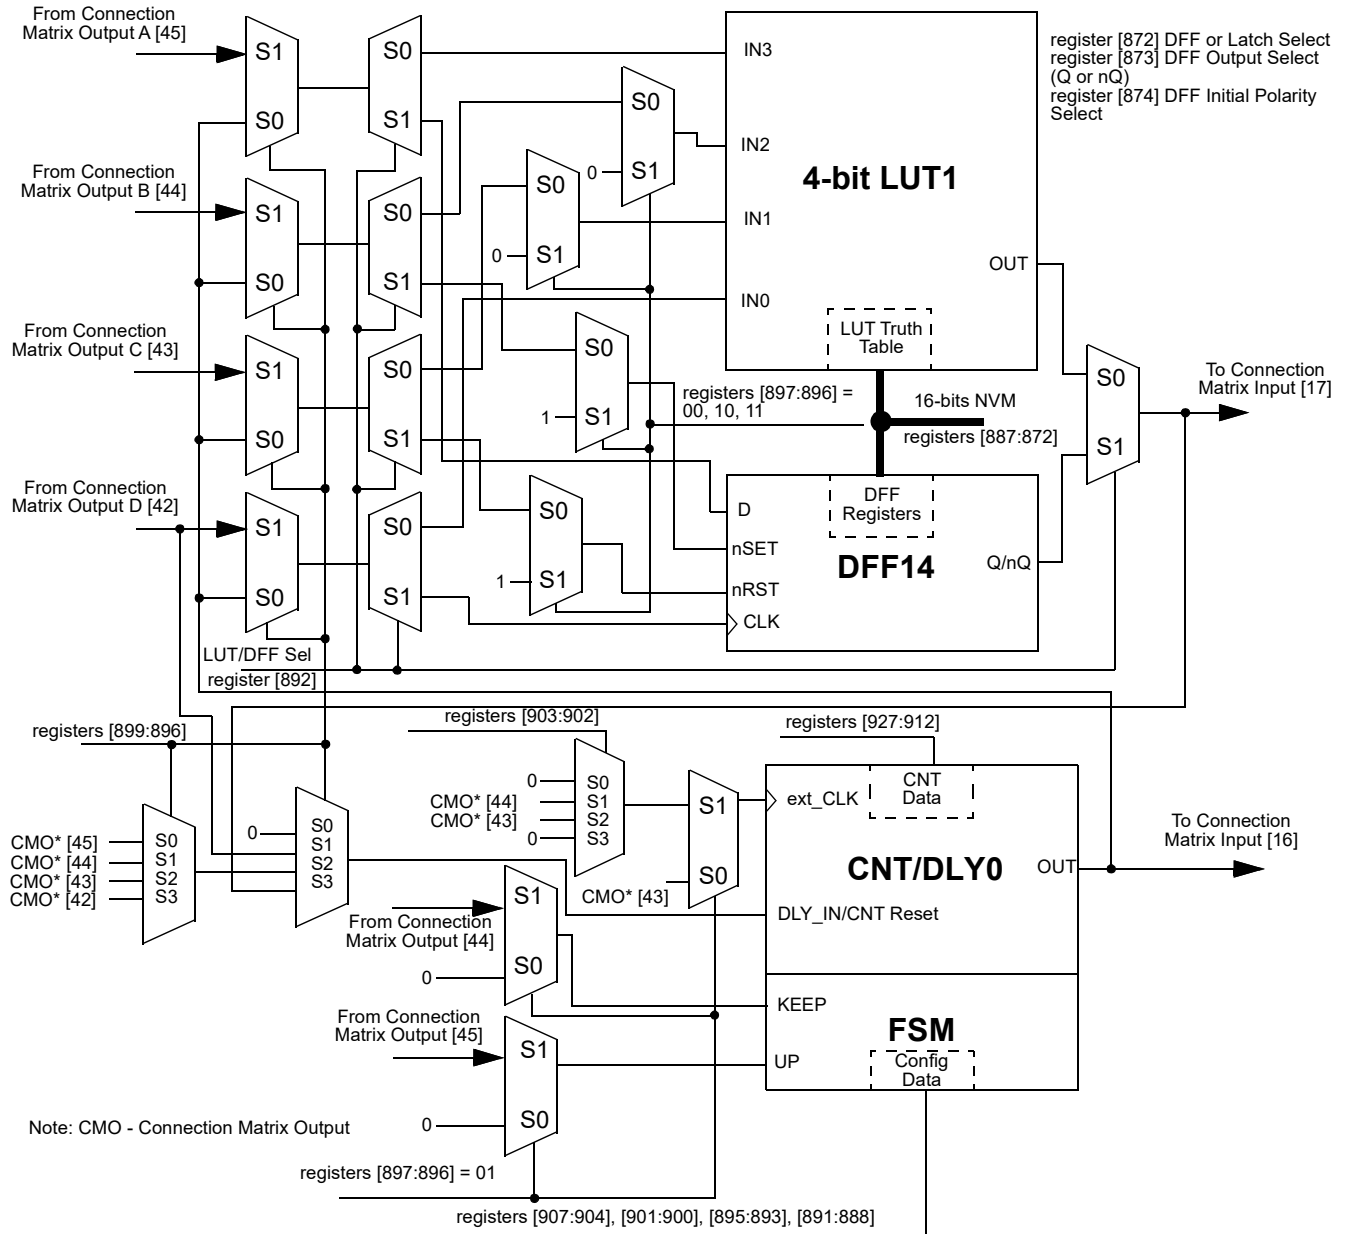 From Connection
Matrix Output A [45]
S1
S0
S0
S1
IN3
register [872] DFF or Latch Select
register [873] DFF Output Select
(Q or nQ)
register [874] DFF Initial Polarity
Select
S0
0
S1
IN2
4-bit LUT1
From Connection
Matrix Output B [44]
S1
S0
S0
S1
S0
0
S1
IN1
IN0
OUT
LUT Truth
Table
From Connection
Matrix Output C [43]
S1
S0
S0
S1
S0
1
S1
registers [897:896] =
00, 10, 11
16-bits NVM
registers [887:872]
S0
S1
To Connection
Matrix Input [17]
From Connection
Matrix Output D [42]
S1
S0
S0
S1
S0
1
S1
D
nSET
nRST
CLK
DFF
Registers
DFF14
Q/nQ
LUT/DFF Sel
register [892]
registers [899:896]
registers [903:902]
registers [927:912]
CMO* [45]
CMO* [44]
CMO* [43]
CMO* [42]
S0
S1
S2
S3
0
S0
S1
S2
S3
0
CMO* [44]
CMO* [43]
0
S0
S1
S2
S3
S1
S0
CMO* [43]
ext_CLK
CNT
Data
CNT/DLY0
OUT
To Connection
Matrix Input [16]
DLY_IN/CNT Reset
From Connection
Matrix Output [44]
0
S1
S0
KEEP
FSM
From Connection
Matrix Output [45]
0
S1
S0
UP
Config
Data
Note: CMO - Connection Matrix Output
registers [897:896] = 01
registers [907:904], [901:900], [895:893], [891:888]